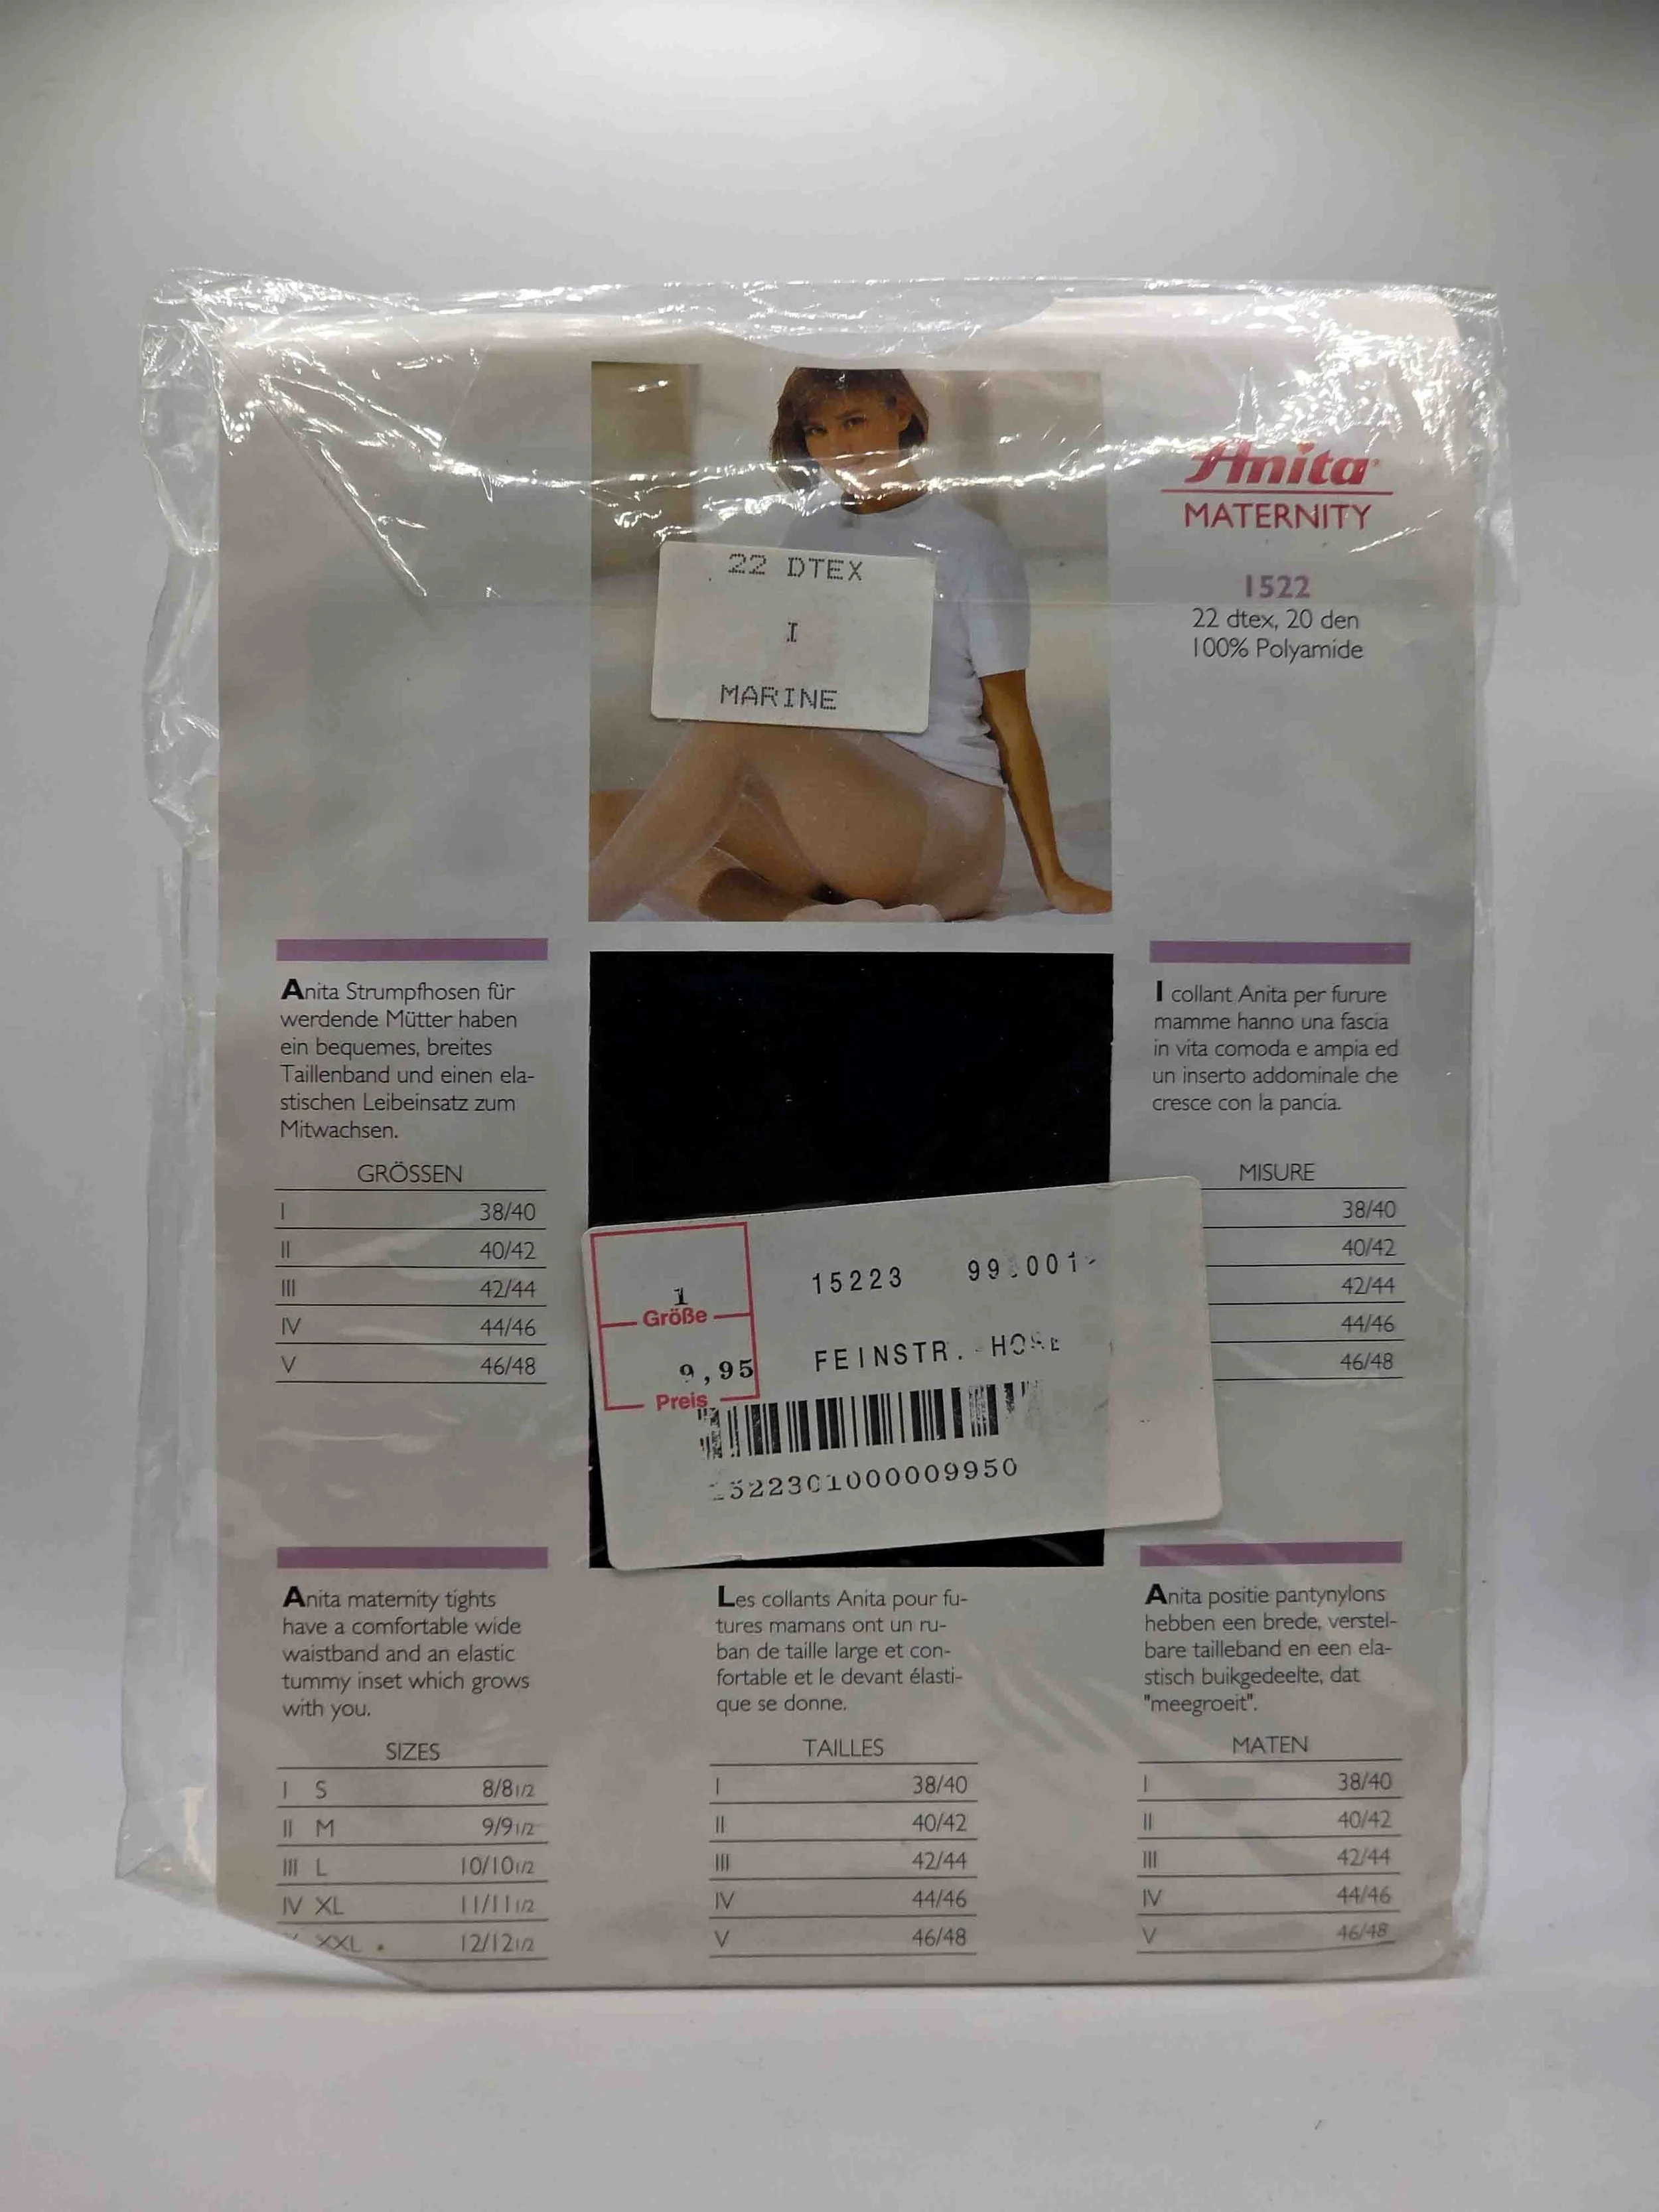 Anita
MATERNITY
1522
22 dtex, 20 den
100% Polyamide
22 DTEX
I
MARINE
Anita Strumpfhosen für
werdende Mütter haben
ein bequemes, breites
Taillenband und einen ela-
stischen Leibeinsatz zum
Mitwachsen.
GRÖSSEN
I 38/40
II 40/42
III 42/44
IV 44/46
V 46/48
I collant Anita per furure
mamme hanno una fascia
in vita comoda e ampia ed
un inserto addominale che
cresce con la pancia.
MISURE
38/40
40/42
42/44
44/46
46/48
1
Größe
9,95
Preis
15223
FEINSTR.-HOSE
Anita maternity tights
have a comfortable wide
waistband and an elastic
tummy inset which grows
with you.
SIZES
I S 8/8 1/2
II M 9/9 1/2
III L 10/10 1/2
IV XL 11/11 1/2
V XXL 12/12 1/2
Les collants Anita pour fu-
tures mamans ont un ru-
ban de taille large et con-
fortable et le devant élasti-
que se donne.
TAILLES
I 38/40
II 40/42
III 42/44
IV 44/46
V 46/48
Anita positie pantynylons
hebben een brede, verstel-
bare tailleband en een ela-
stisch buikgedeelte, dat
"meegroeit".
MATEN
I 38/40
II 40/42
III 42/44
IV 44/46
V 46/48